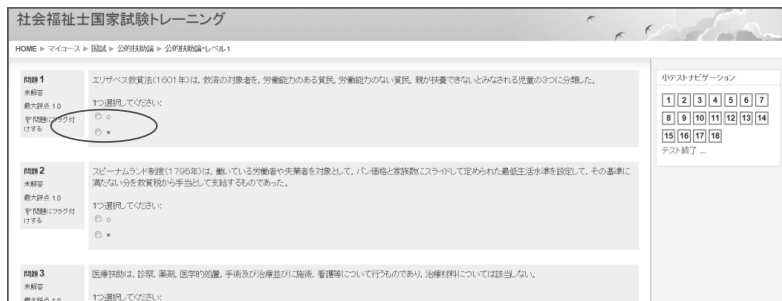 社会福祉士国家試験トレーニング
HOME ▶ マイコース ▶ 国試 ▶ 公的扶助論 ▶ 公的扶助論・レベル1
問題 1
未解答
最大評点 1.0
問題にフラグ付けする
エリザベス救貧法(1601年)は、救済の対象者を、労働能力のある貧民、労働能力のない貧民、親が扶養できないとみなされる児童の3つに分類した。
1つ選択してください:
○
×
問題 2
未解答
最大評点 1.0
問題にフラグ付けする
スピーナムランド制度(1795年)は、働いている労働者や失業者を対象として、パン価格と家族数にスライドして定められた最低生活水準を設定して、その基準に
満たない分を救貧税から手当として支給するものであった。
1つ選択してください:
○
×
問題 3
未解答
最大評点 1.0
医療扶助は、診察、薬剤、医学的処置、手術及び治療並びに施術、看護等について行うものであり、治療材料については該当しない。
1つ選択してください:
小テストナビゲーション
1 2 3 4 5 6 7
8 9 10 11 12 13 14
15 16 17 18
テスト終了 ...